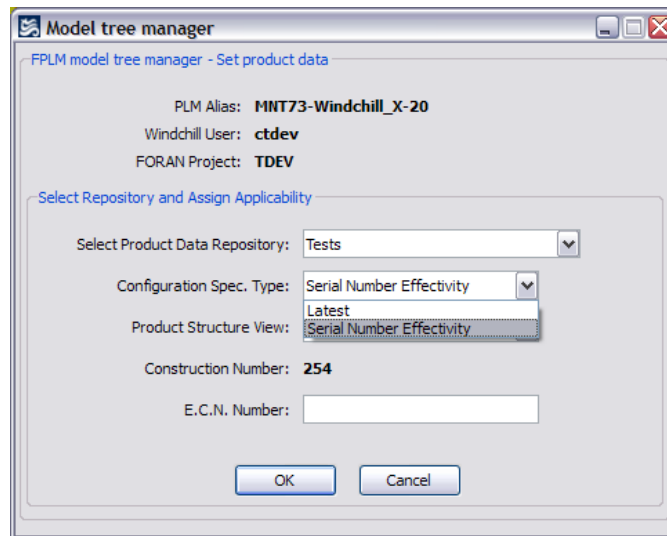 Model tree manager
FPLM model tree manager - Set product data
PLM Alias: MNT73-Windchill_X-20
Windchill User: ctdev
FORAN Project: TDEV
Select Repository and Assign Applicability
Select Product Data Repository: Tests
Configuration Spec. Type: Serial Number Effectivity
Latest
Product Structure View: Serial Number Effectivity
Construction Number: 254
E.C.N. Number:
OK Cancel